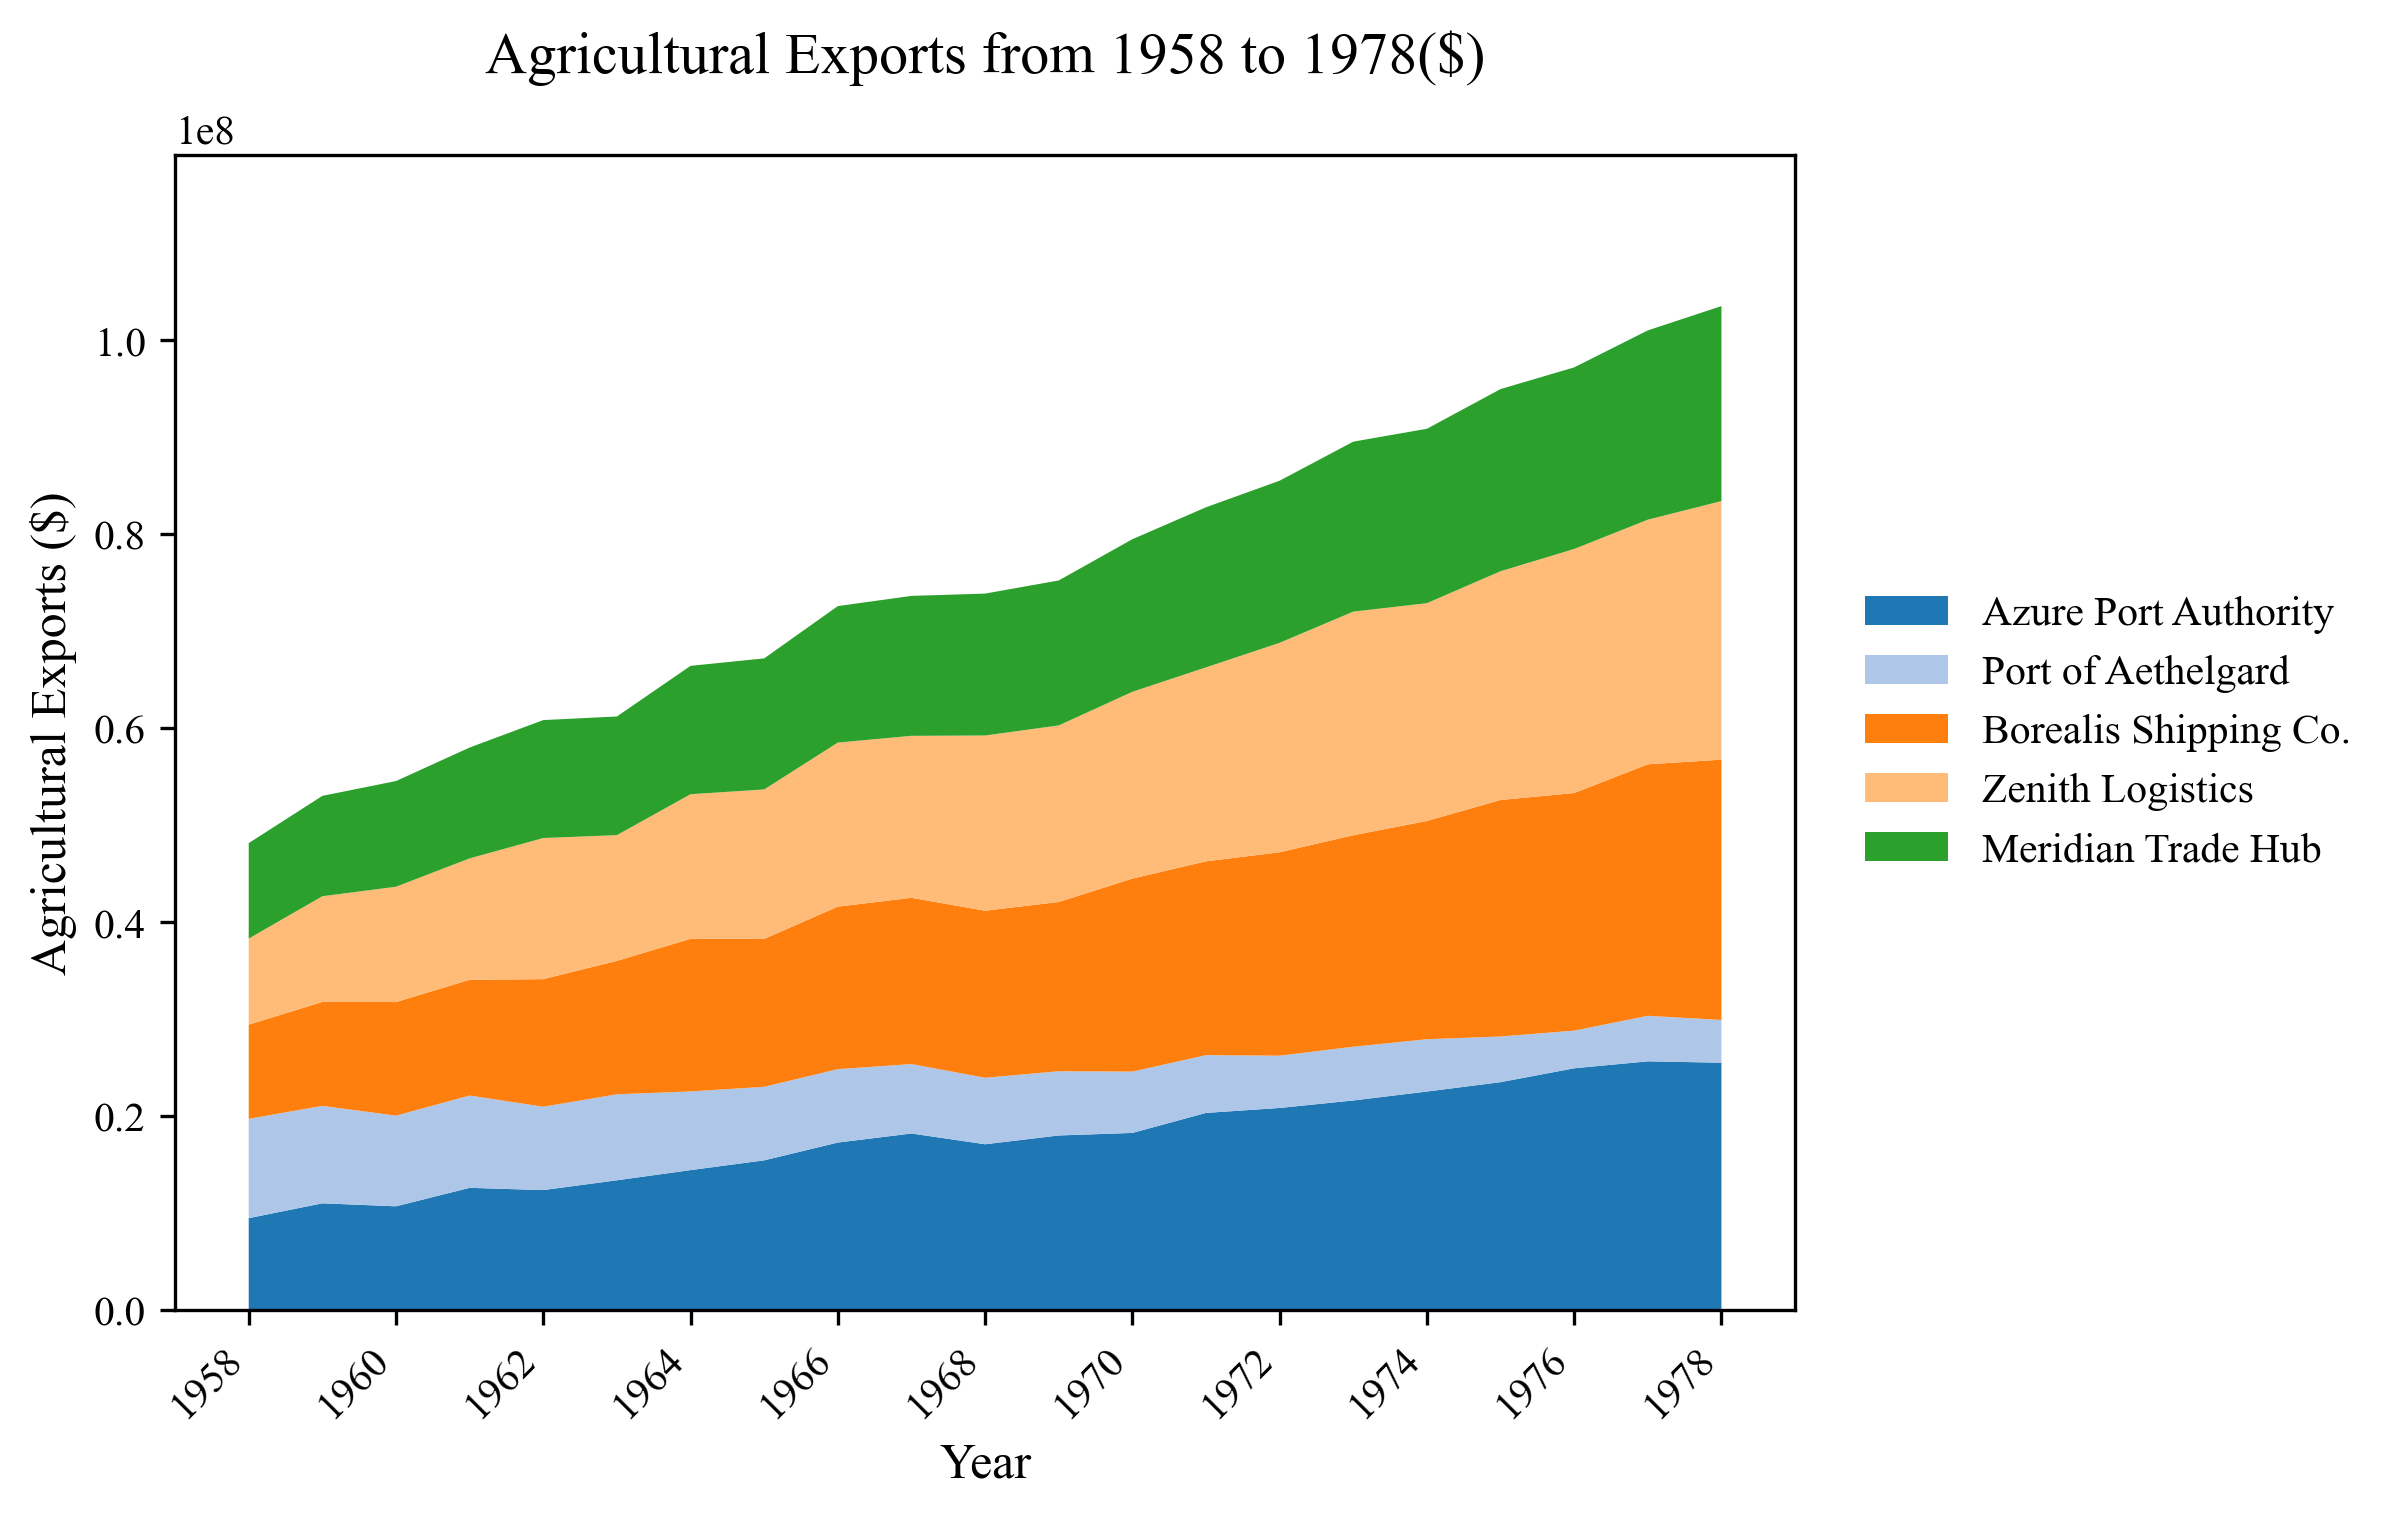 Agricultural Exports from 1958 to 1978($)
1e8
1.0
0.8
0.6
0.4
0.2
0.0
Agricultural Exports ($)
1958
1960
1962
1964
1966
1968
1970
1972
1974
1976
1978
Year
Azure Port Authority
Port of Aethelgard
Borealis Shipping Co.
Zenith Logistics
Meridian Trade Hub